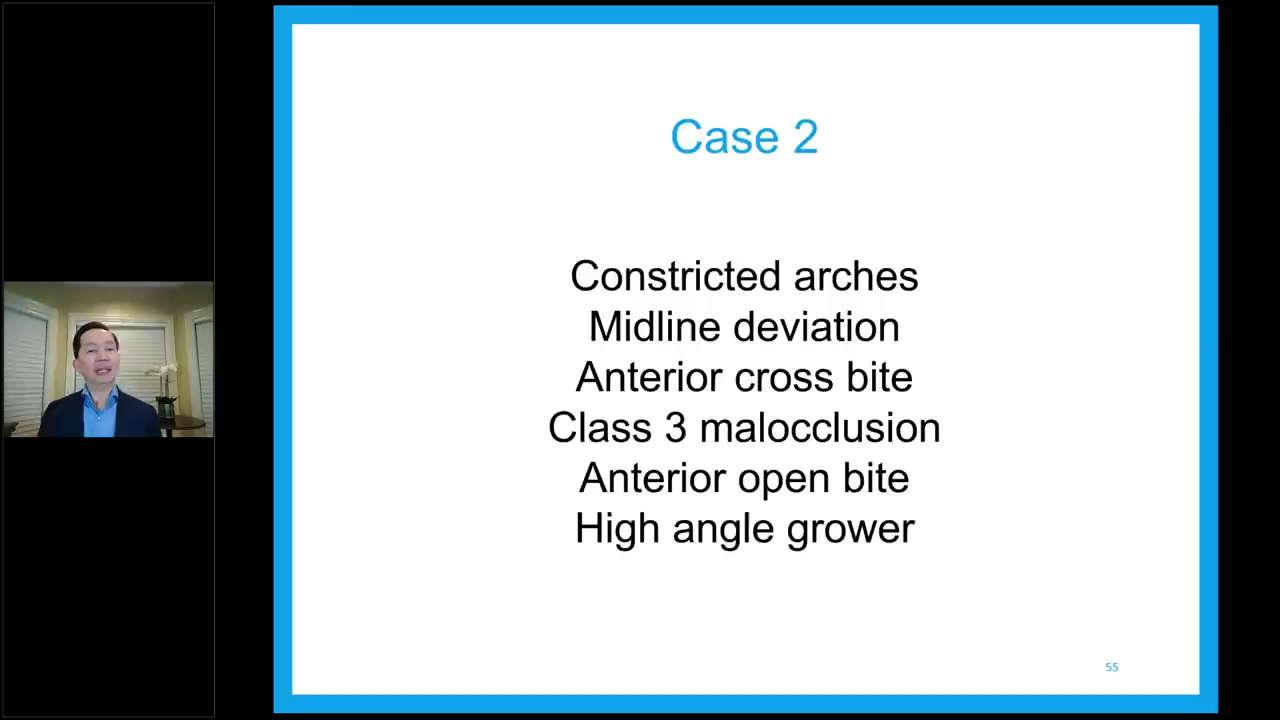 Case 2
Constricted arches
Midline deviation
Anterior cross bite
Class 3 malocclusion
Anterior open bite
High angle grower
55